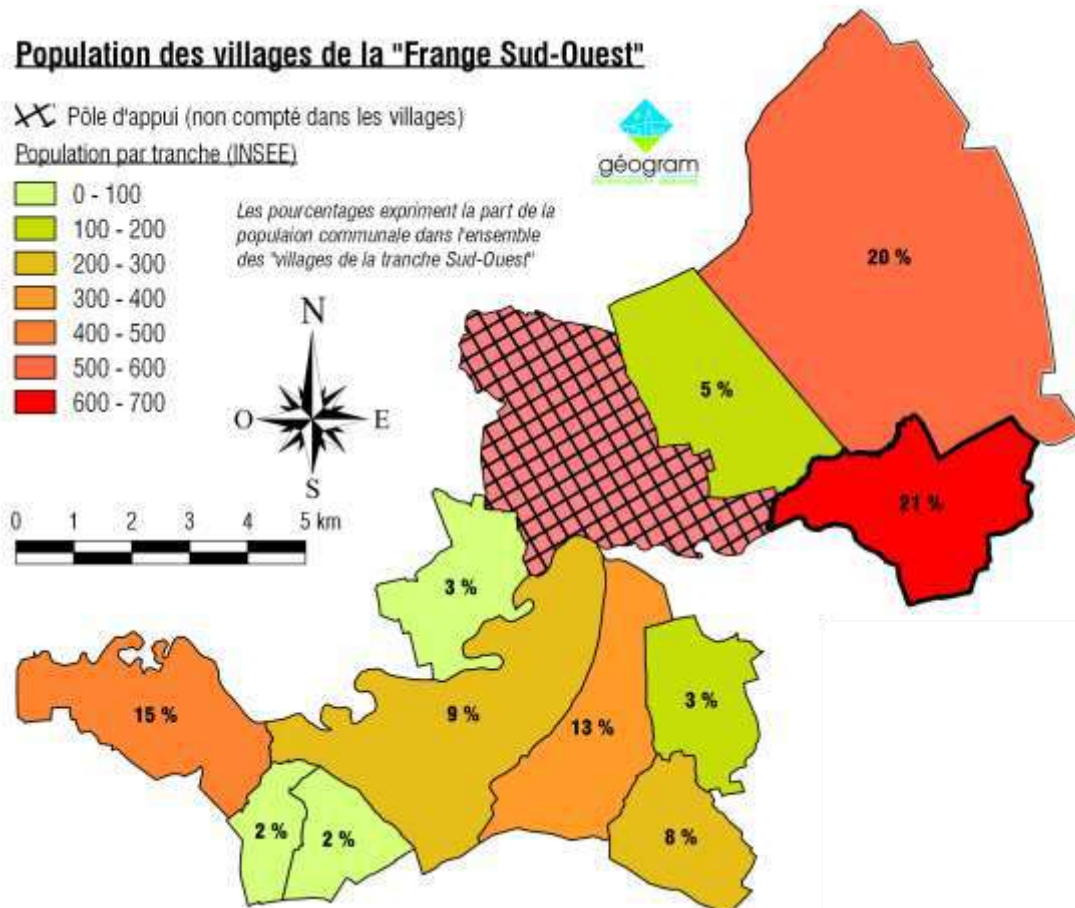 Population des villages de la "Frange Sud-Ouest"
Pôle d'appui (non compté dans les villages)
Population par tranche (INSEE)
0 - 100
100 - 200
200 - 300
300 - 400
400 - 500
500 - 600
600 - 700
géogram
Les pourcentages expriment la part de la
populaion communale dans l'ensemble
des "villages de la tranche Sud-Ouest"
N
O
E
S
0 1 2 3 4 5 km
20 %
5 %
21 %
3 %
15 %
9 %
13 %
3 %
2 %
2 %
8 %